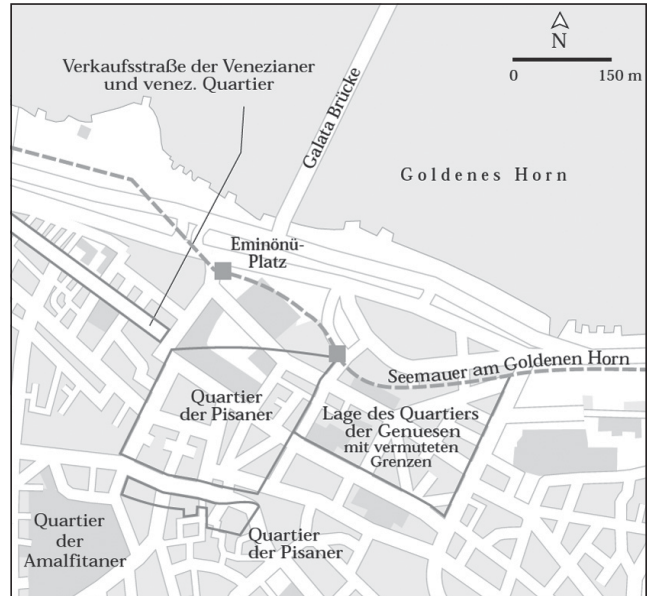 N
0 150 m
Verkaufsstraße der Venezianer
und venez. Quartier
Galata Brücke
Goldenes Horn
Eminönü-
Platz
Seemauer am Goldenen Horn
Quartier
der Pisaner
Lage des Quartiers
der Genuesen
mit vermuteten
Grenzen
Quartier
der
Amalfitaner
Quartier
der Pisaner